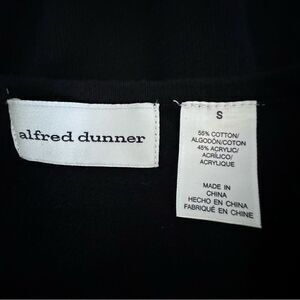 alfred dunner
S
55% COTTON/
ALGODÓN/COTON
45% ACRYLIC/
ACRÍLICO/
ACRYLIQUE
MADE IN
CHINA
HECHO EN CHINA
FABRIQUÉ EN CHINE